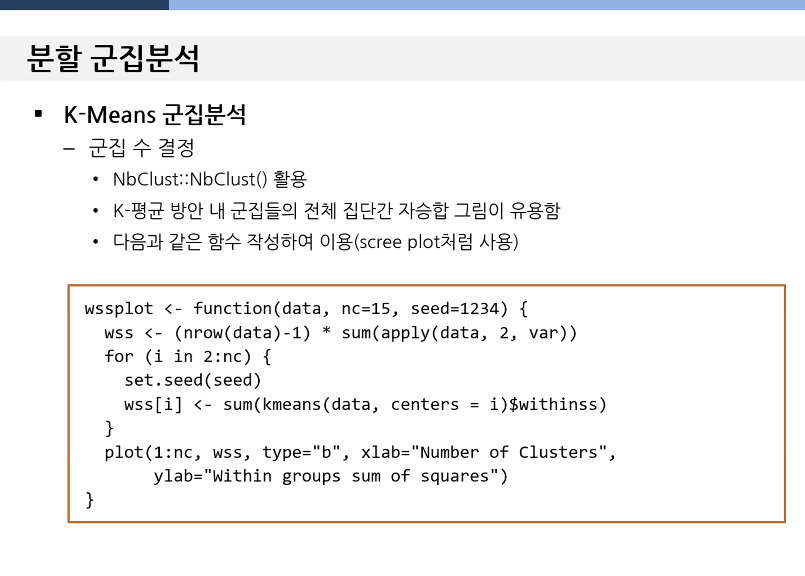 분할 군집분석
▪ K-Means 군집분석
– 군집 수 결정
• NbClust::NbClust() 활용
• K-평균 방안 내 군집들의 전체 집단간 자승합 그림이 유용함
• 다음과 같은 함수 작성하여 이용(scree plot처럼 사용)
wssplot <- function(data, nc=15, seed=1234) {
  wss <- (nrow(data)-1) * sum(apply(data, 2, var))
  for (i in 2:nc) {
    set.seed(seed)
    wss[i] <- sum(kmeans(data, centers = i)$withinss)
  }
  plot(1:nc, wss, type="b", xlab="Number of Clusters",
       ylab="Within groups sum of squares")
}